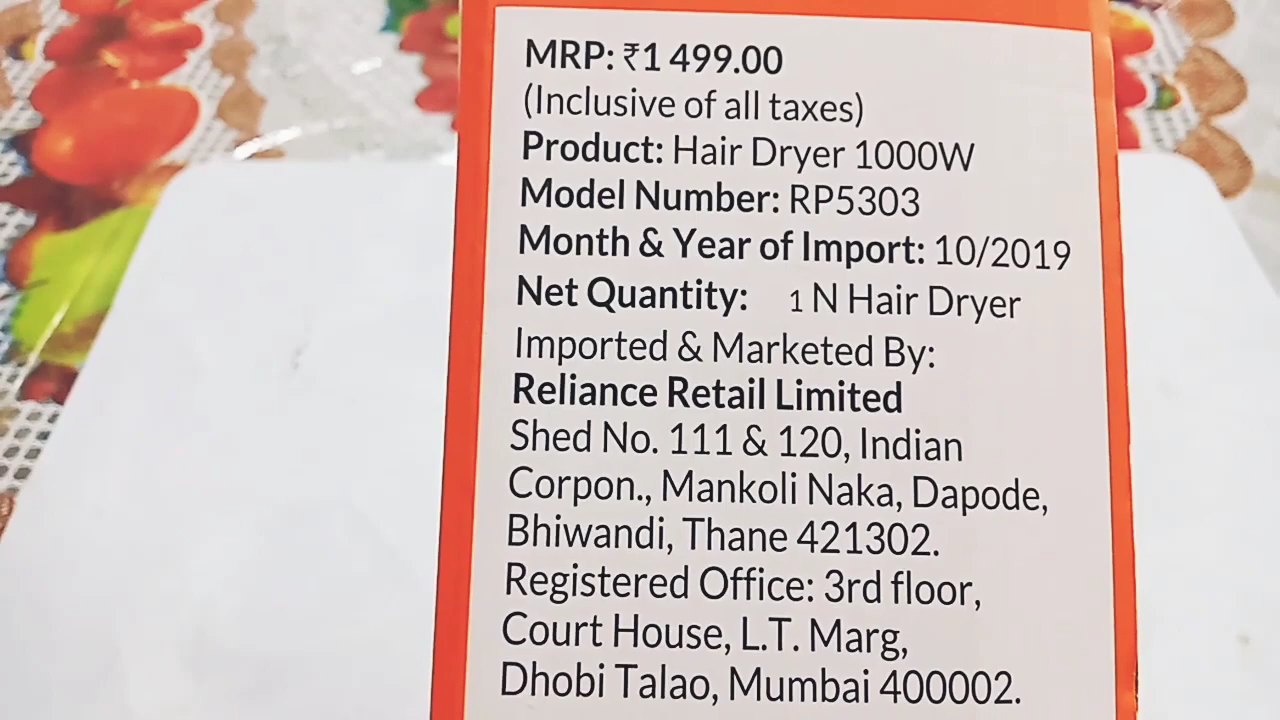 MRP: ₹1 499.00
(Inclusive of all taxes)
Product: Hair Dryer 1000W
Model Number: RP5303
Month & Year of Import: 10/2019
Net Quantity: 1 N Hair Dryer
Imported & Marketed By:
Reliance Retail Limited
Shed No. 111 & 120, Indian
Corpon., Mankoli Naka, Dapode,
Bhiwandi, Thane 421302.
Registered Office: 3rd floor,
Court House, L.T. Marg,
Dhobi Talao, Mumbai 400002.